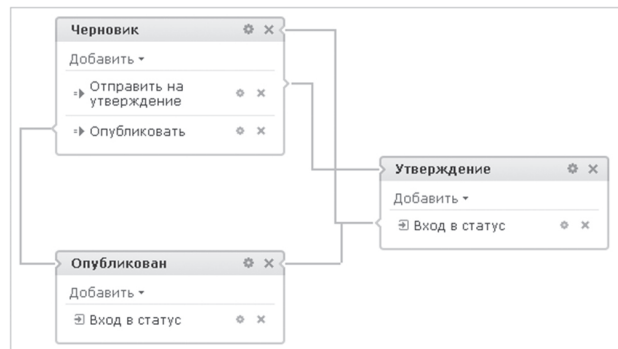 Черновик
Добавить
Отправить на
утверждение
Опубликовать
Утверждение
Добавить
Вход в статус
Опубликован
Добавить
Вход в статус